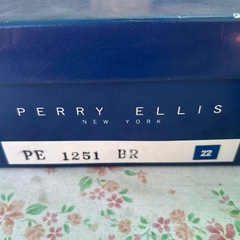 PERRY ELLIS
NEW YORK
PE 1251 BR 22